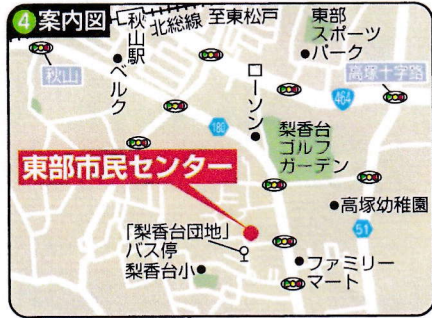 4 案内図
秋山駅
北総線
至東松戸
東部
スポーツ
パーク
秋山
ベルク
ローソン
高塚十字路
464
180
梨香台
ゴルフ
ガーデン
東部市民センター
高塚幼稚園
51
「梨香台団地」
バス停
梨香台小
ファミリー
マート